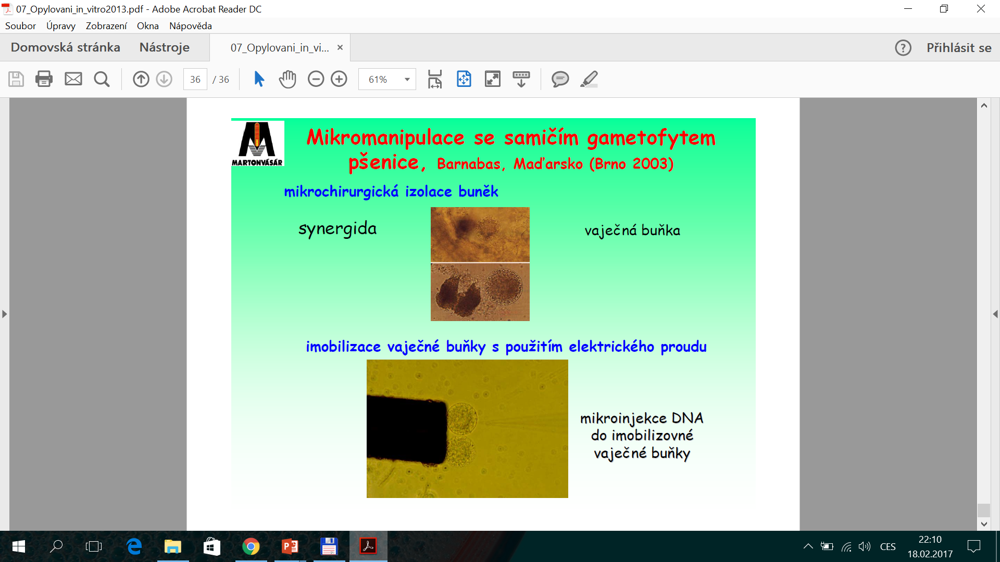 07_Opylovani_in_vitro2013.pdf - Adobe Acrobat Reader DC
Soubor Úpravy Zobrazení Okna Nápověda
Domovská stránka Nástroje 07_Opylovani_in_vi... Přihlásit se
36 / 36 61%
MARTONVÁSÁR
Mikromanipulace se samičím gametofytem
pšenice, Barnabas, Maďarsko (Brno 2003)
mikrochirurgická izolace buněk
synergida vaječná buňka
imobilizace vaječné buňky s použitím elektrického proudu
mikroinjekce DNA
do imobilizovné
vaječné buňky
CES
22:10
18.02.2017